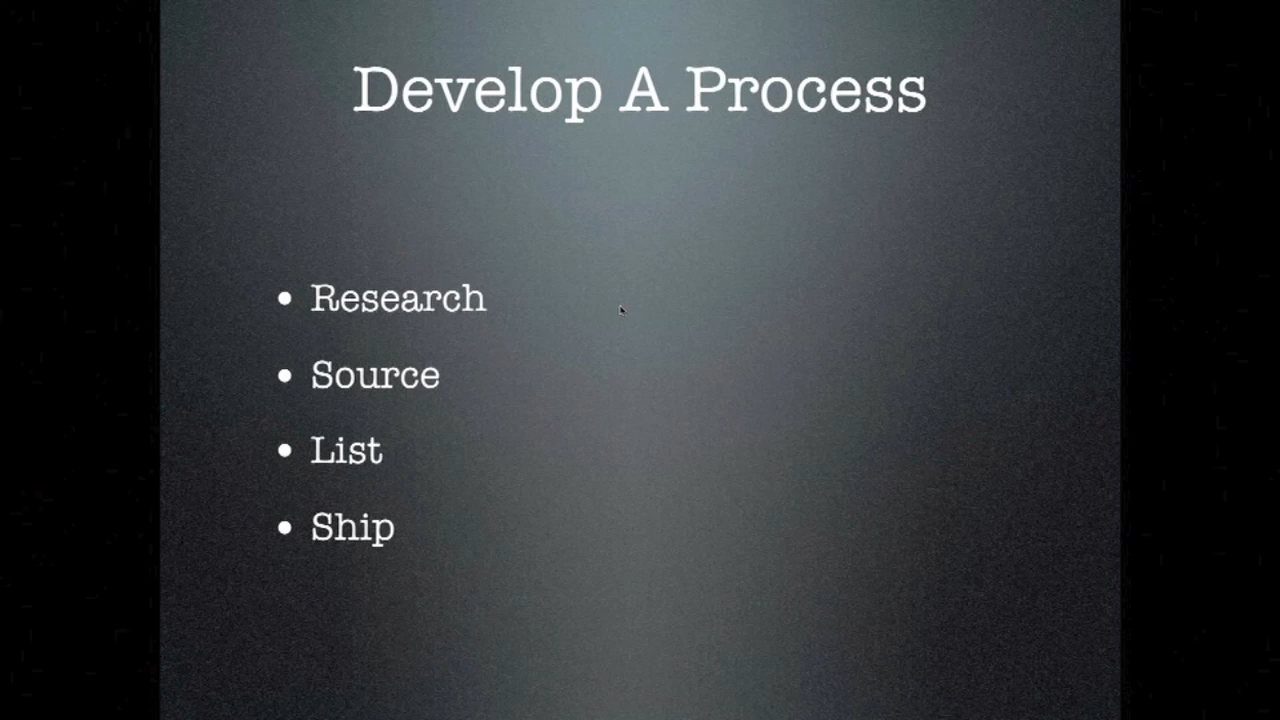 Develop A Process
• Research
• Source
• List
• Ship